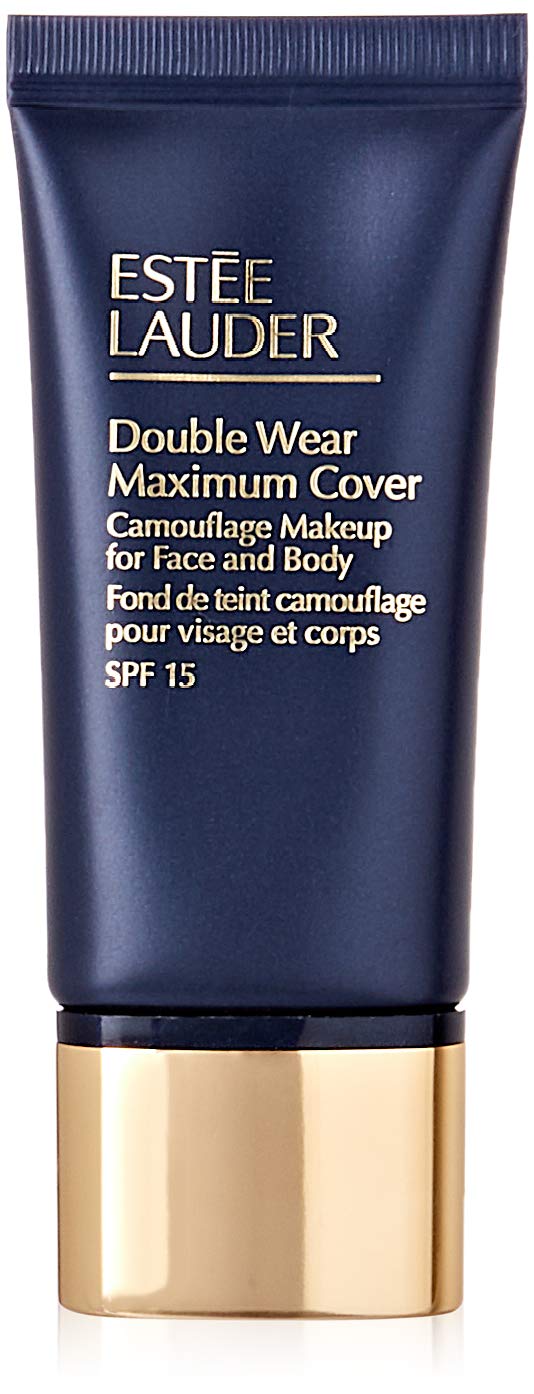 ESTĒE
LAUDER
Double Wear
Maximum Cover
Camouflage Makeup
for Face and Body
Fond de teint camouflage
pour visage et corps
SPF 15